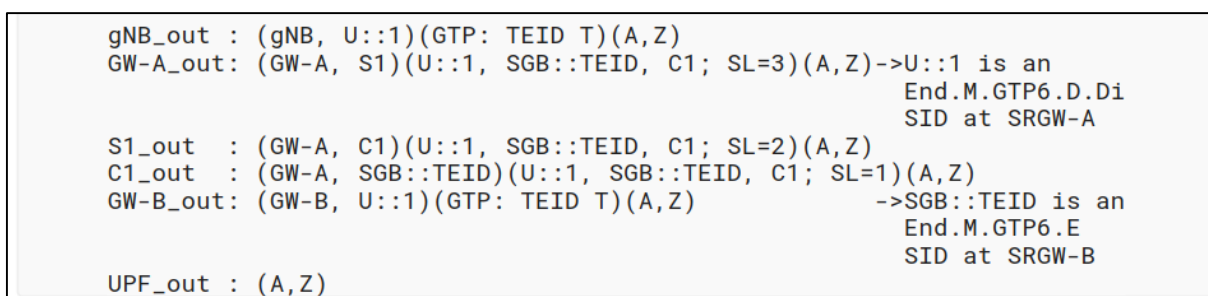 gNB_out : (gNB, U::1)(GTP: TEID T)(A,Z)
GW-A_out: (GW-A, S1)(U::1, SGB::TEID, C1; SL=3)(A,Z)->U::1 is an
End.M.GTP6.D.Di
SID at SRGW-A
S1_out : (GW-A, C1)(U::1, SGB::TEID, C1; SL=2)(A,Z)
C1_out : (GW-A, SGB::TEID)(U::1, SGB::TEID, C1; SL=1)(A,Z)
GW-B_out: (GW-B, U::1)(GTP: TEID T)(A,Z) ->SGB::TEID is an
End.M.GTP6.E
SID at SRGW-B
UPF_out : (A,Z)